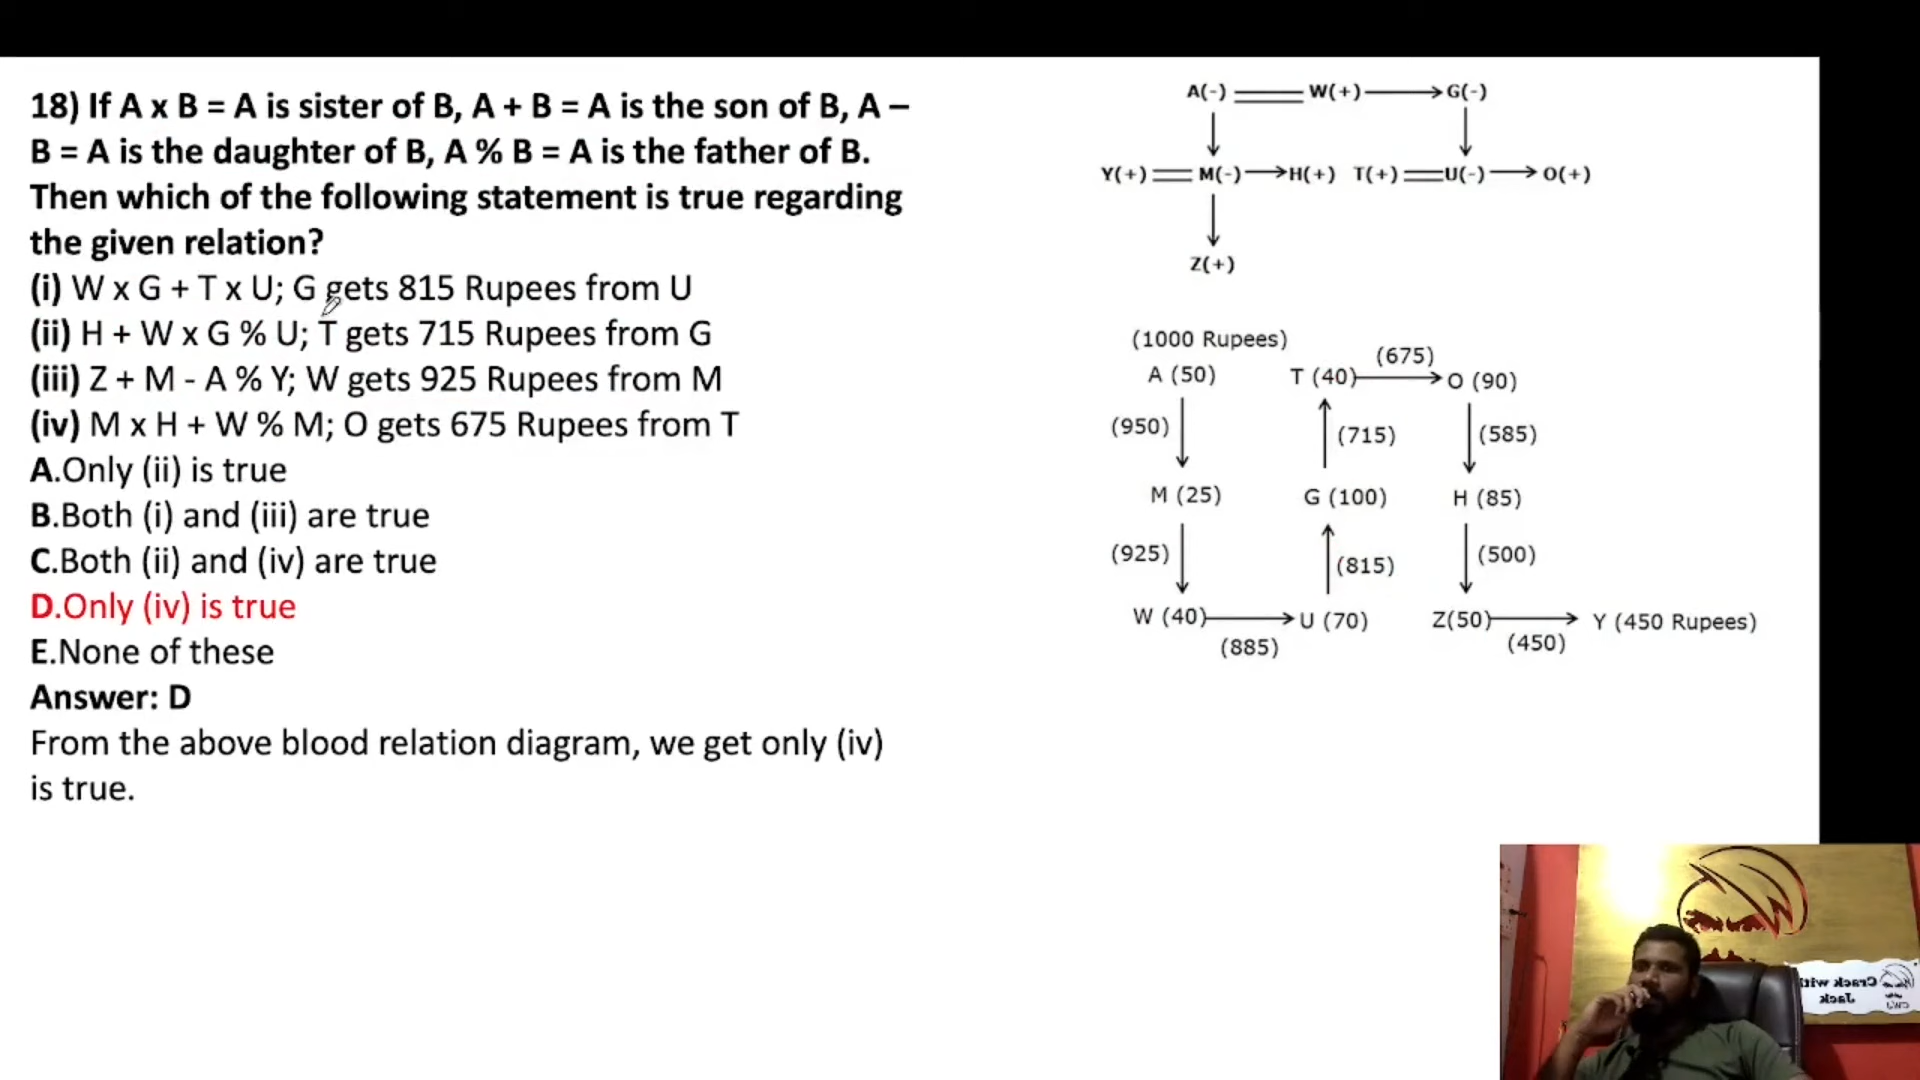 18) If A x B = A is sister of B, A + B = A is the son of B, A –
B = A is the daughter of B, A % B = A is the father of B.
Then which of the following statement is true regarding
the given relation?
(i) W x G + T x U; G gets 815 Rupees from U
(ii) H + W x G % U; T gets 715 Rupees from G
(iii) Z + M - A % Y; W gets 925 Rupees from M
(iv) M x H + W % M; O gets 675 Rupees from T
A.Only (ii) is true
B.Both (i) and (iii) are true
C.Both (ii) and (iv) are true
D.Only (iv) is true
E.None of these
Answer: D
From the above blood relation diagram, we get only (iv)
is true.
A(-) W(+) G(-)
Y(+) M(-) H(+) T(+) U(-) O(+)
Z(+)
(1000 Rupees)
A (50) T (40) (675) O (90)
(950) (715) (585)
M (25) G (100) H (85)
(925) (815) (500)
W (40) U (70) Z(50) Y (450 Rupees)
(885) (450)
Crack with
Jack
CWJ